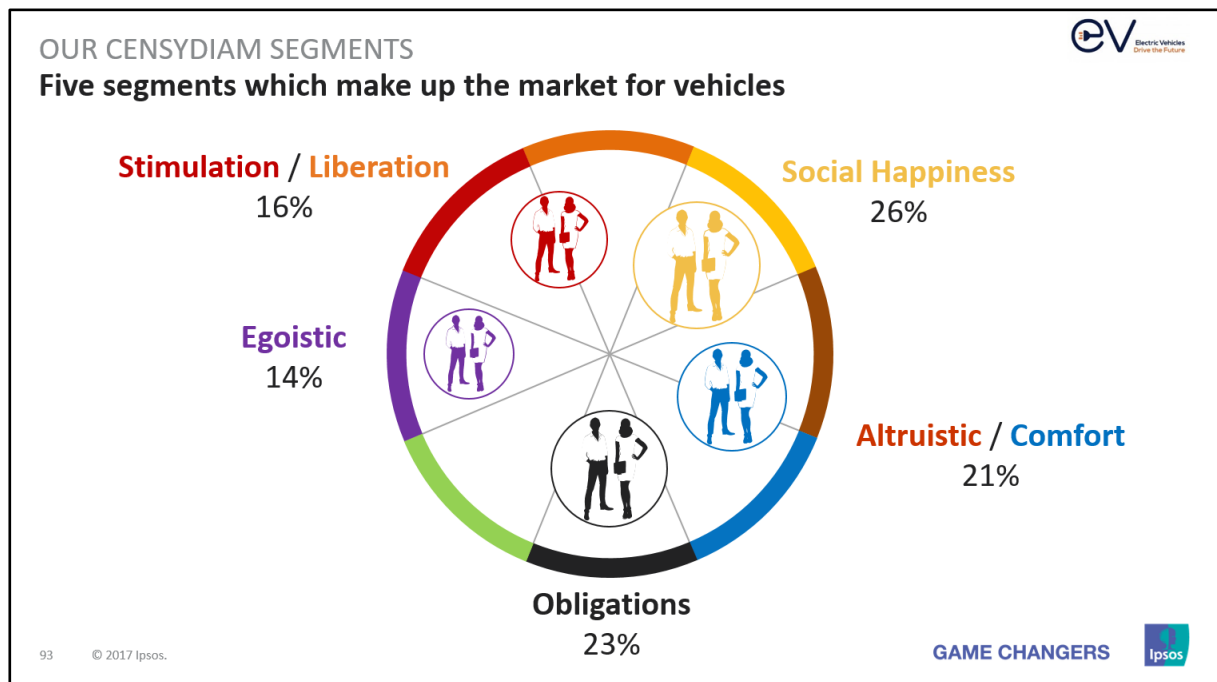 OUR CENSYDIAM SEGMENTS
Five segments which make up the market for vehicles
eV Electric Vehicles
Drive the Future
Stimulation / Liberation
16%
Social Happiness
26%
Egoistic
14%
Altruistic / Comfort
21%
Obligations
23%
93 © 2017 Ipsos.
GAME CHANGERS
Ipsos